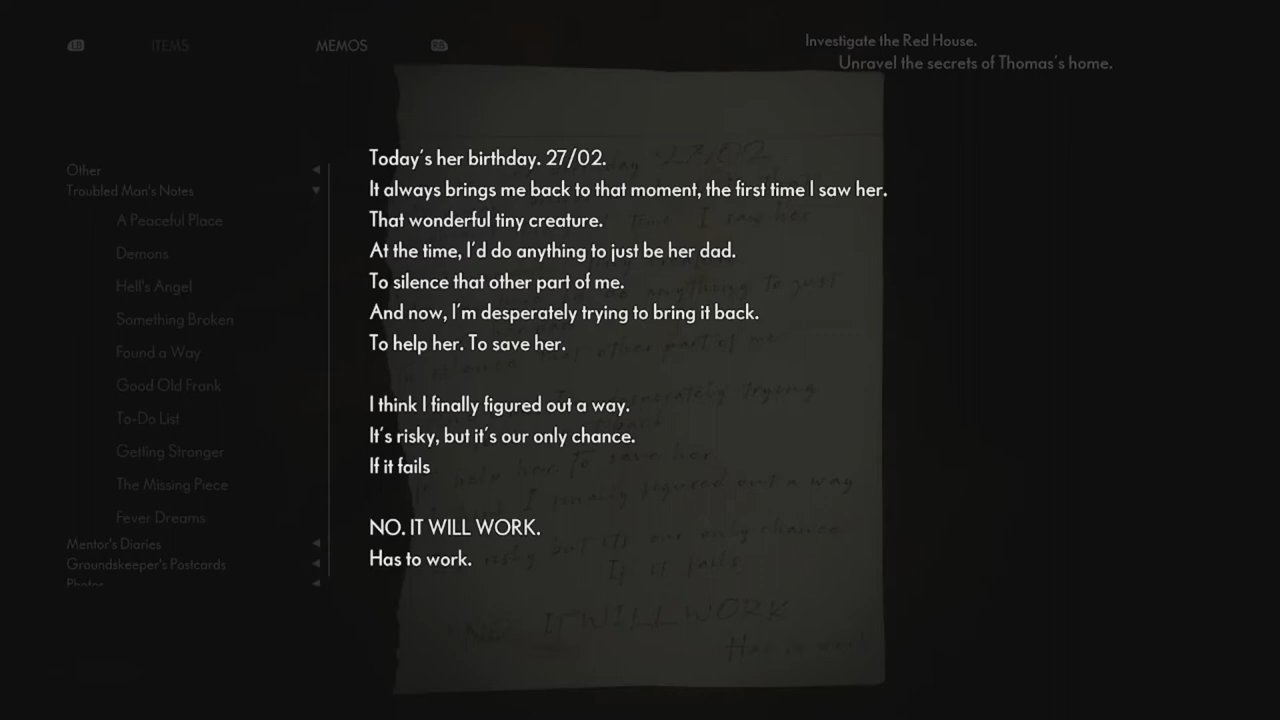 LB
ITEMS
MEMOS
RB
Investigate the Red House.
Unravel the secrets of Thomas's home.
Other
Troubled Man's Notes
A Peaceful Place
Demons
Hell's Angel
Something Broken
Found a Way
Good Old Frank
To-Do List
Getting Stronger
The Missing Piece
Fever Dreams
Mentor's Diaries
Groundskeeper's Postcards
Photos
Today's her birthday. 27/02.
It always brings me back to that moment, the first time I saw her.
That wonderful tiny creature.
At the time, I'd do anything to just be her dad.
To silence that other part of me.
And now, I'm desperately trying to bring it back.
To help her. To save her.
I think I finally figured out a way.
It's risky, but it's our only chance.
If it fails
NO. IT WILL WORK.
Has to work.